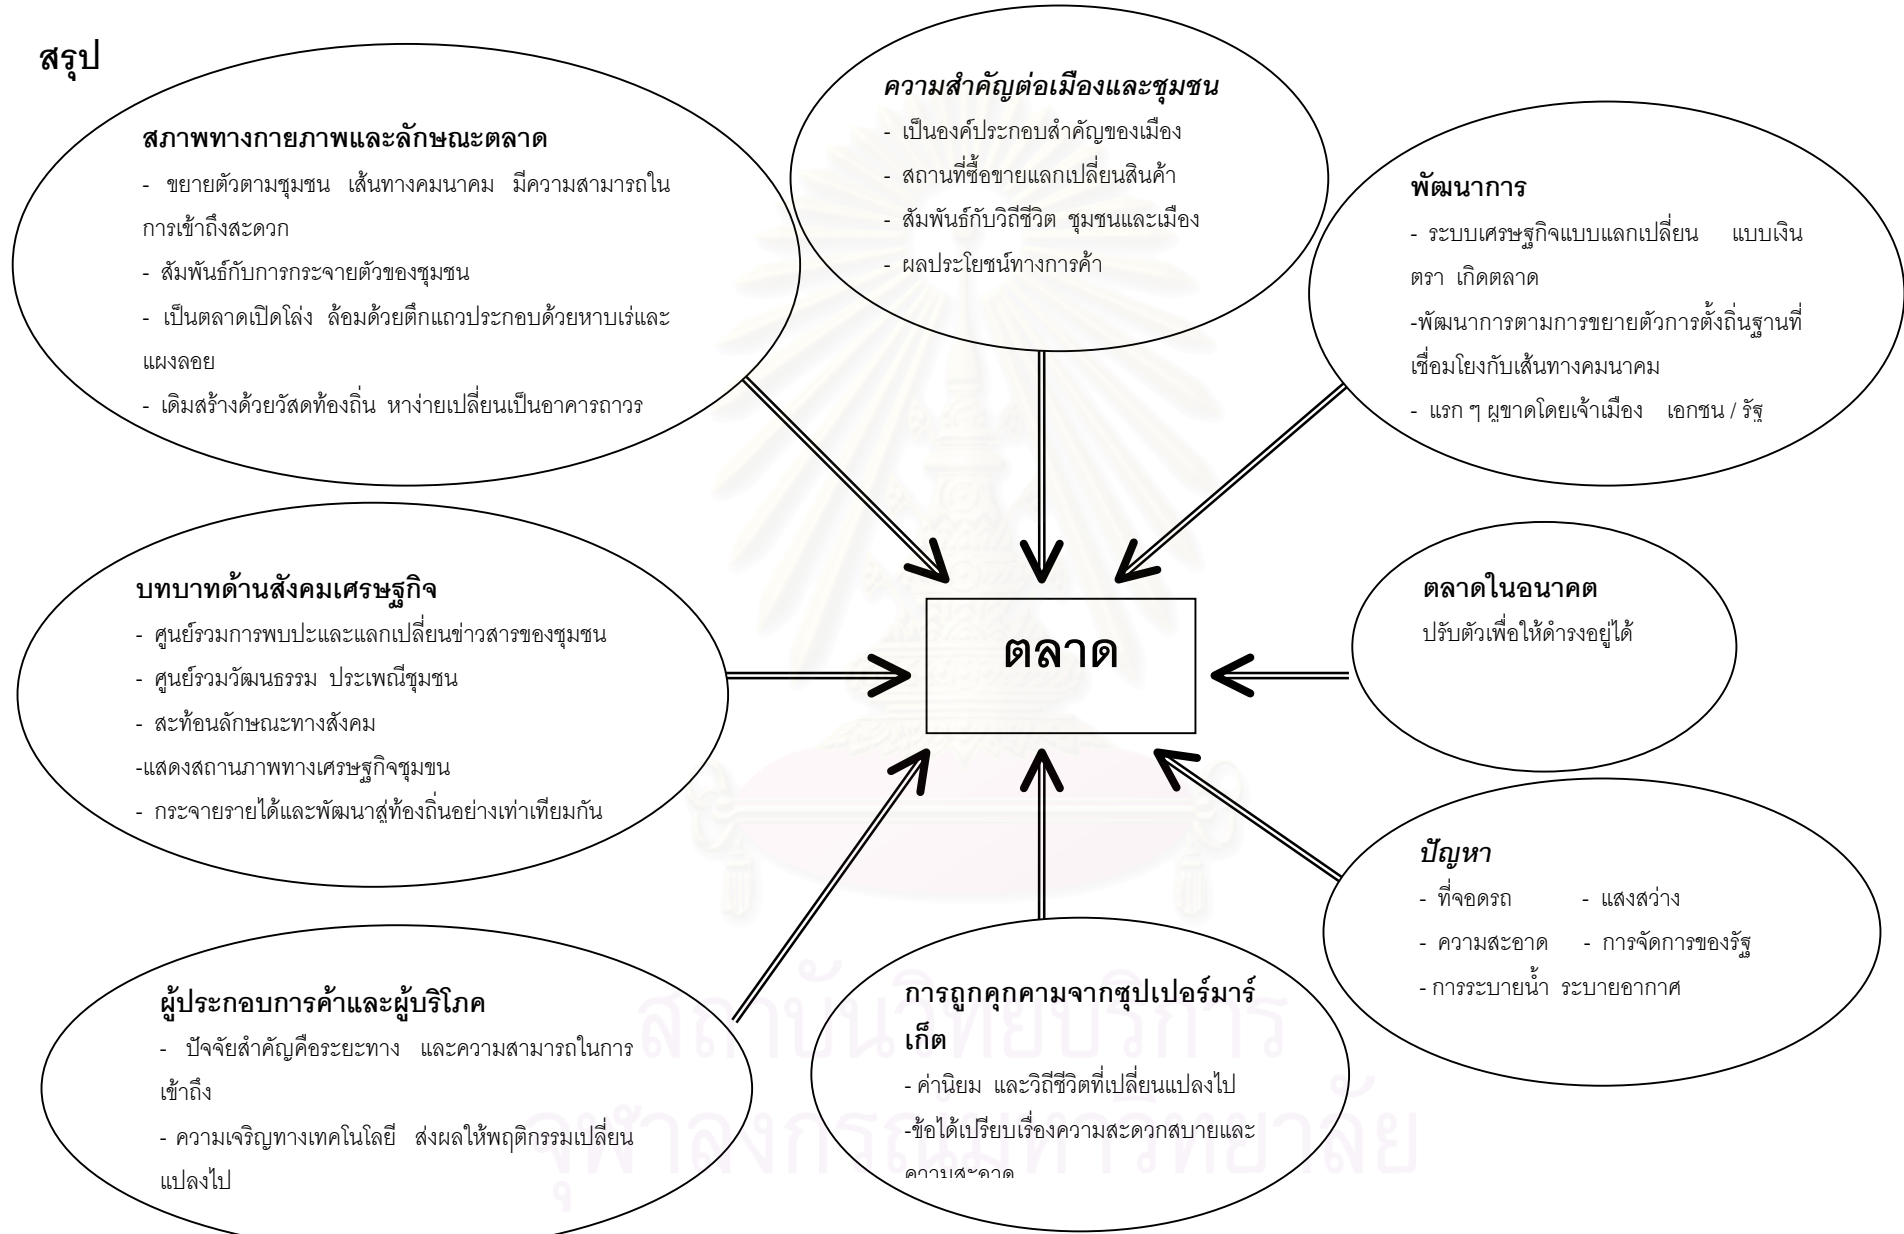 สรุป
สภาพทางกายภาพและลักษณะตลาด
- ขยายตัวตามชุมชน เส้นทางคมนาคม มีความสามารถใน
การเข้าถึงสะดวก
- สัมพันธ์กับการกระจายตัวของชุมชน
- เป็นตลาดเปิดโล่ง ล้อมด้วยตึกแถวประกอบด้วยหาบเร่และ
แผงลอย
- เดิมสร้างด้วยวัสดท้องถิ่น หาง่ายเปลี่ยนเป็นอาคารถาวร
ความสำคัญต่อเมืองและชุมชน
- เป็นองค์ประกอบสำคัญของเมือง
- สถานที่ซื้อขายแลกเปลี่ยนสินค้า
- สัมพันธ์กับวิถีชีวิต ชุมชนและเมือง
- ผลประโยชน์ทางการค้า
พัฒนาการ
- ระบบเศรษฐกิจแบบแลกเปลี่ยน แบบเงิน
ตรา เกิดตลาด
-พัฒนาการตามการขยายตัวการตั้งถิ่นฐานที่
เชื่อมโยงกับเส้นทางคมนาคม
- แรก ๆ ผูขาดโดยเจ้าเมือง เอกชน / รัฐ
บทบาทด้านสังคมเศรษฐกิจ
- ศูนย์รวมการพบปะและแลกเปลี่ยนข่าวสารของชุมชน
- ศูนย์รวมวัฒนธรรม ประเพณีชุมชน
- สะท้อนลักษณะทางสังคม
-แสดงสถานภาพทางเศรษฐกิจชุมขน
- กระจายรายได้และพัฒนาสู่ท้องถิ่นอย่างเท่าเทียมกัน
ตลาด
ตลาดในอนาคต
ปรับตัวเพื่อให้ดำรงอยู่ได้
ปัญหา
- ที่จอดรถ - แสงสว่าง
- ความสะอาด - การจัดการของรัฐ
- การระบายน้ำ ระบายอากาศ
ผู้ประกอบการค้าและผู้บริโภค
- ปัจจัยสำคัญคือระยะทาง และความสามารถในการ
เข้าถึง
- ความเจริญทางเทคโนโลยี ส่งผลให้พฤติกรรมเปลี่ยน
แปลงไป
การถูกคุกคามจากซุปเปอร์มาร์
เก็ต
- ค่านิยม และวิถีชีวิตที่เปลี่ยนแปลงไป
-ข้อได้เปรียบเรื่องความสะดวกสบายและ
ความสะอาด
สถาบันวิทยบริการ
จุฬาลงกรณ์มหาวิทยาลัย